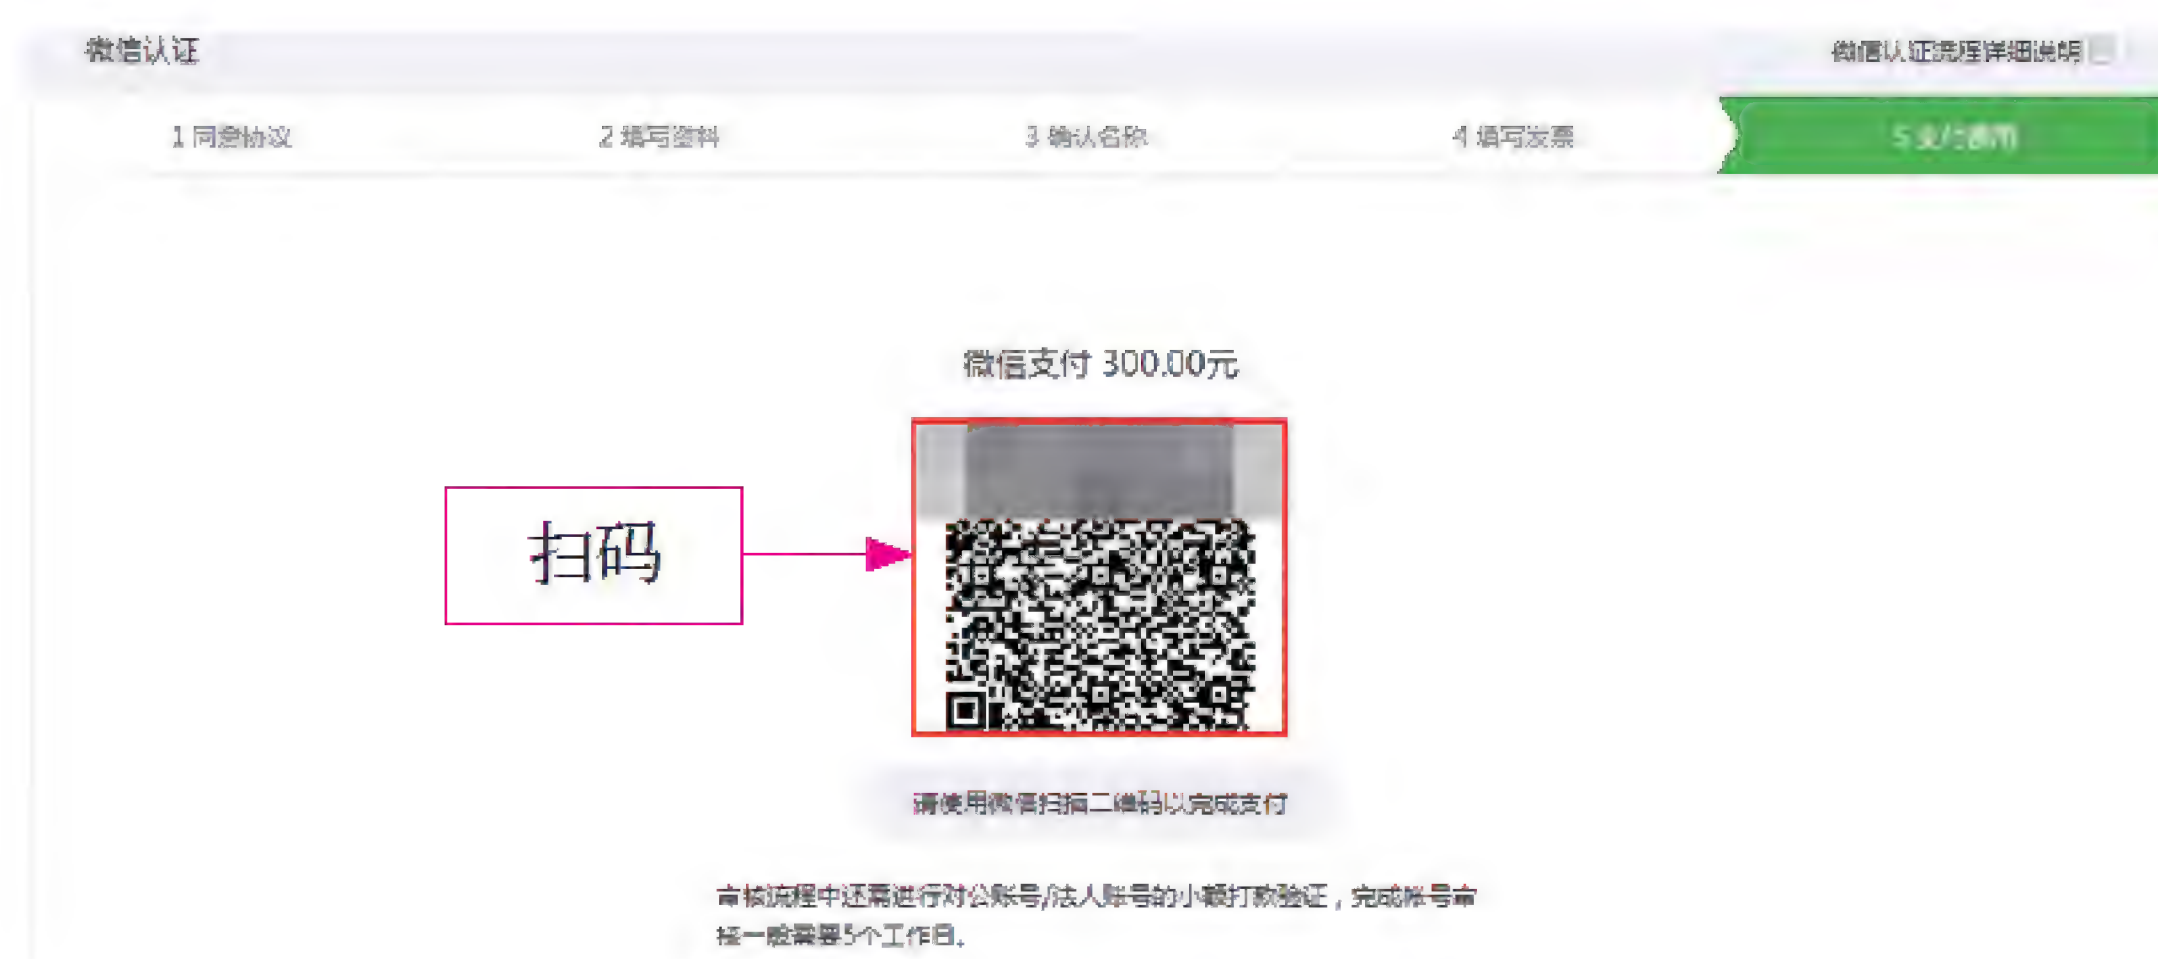 微信认证
微信认证流程详细说明
1 同意协议
2 填写资料
3 确认名称
4 填写发票
5 支付费用
微信支付 300.00元
扫码
请使用微信扫描二维码以完成支付
审核流程中还需进行对公账号/法人账号的小额打款验证，完成账号审
核一般需要5个工作日。